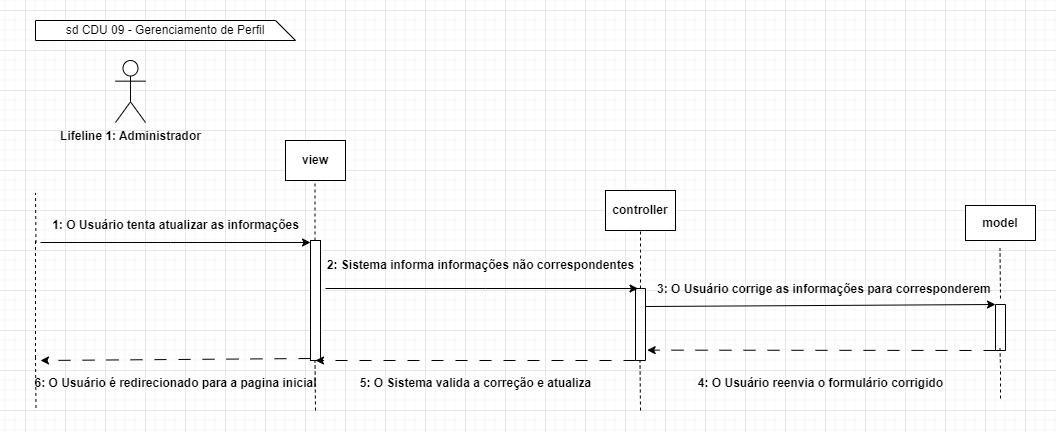 sd CDU 09 - Gerenciamento de Perfil
Lifeline 1: Administrador
view
controller
model
1: O Usuário tenta atualizar as informações
2: Sistema informa informações não correspondentes
3: O Usuário corrige as informações para corresponderem
6: O Usuário é redirecionado para a pagina inicial
5: O Sistema valida a correção e atualiza
4: O Usuário reenvia o formulário corrigido